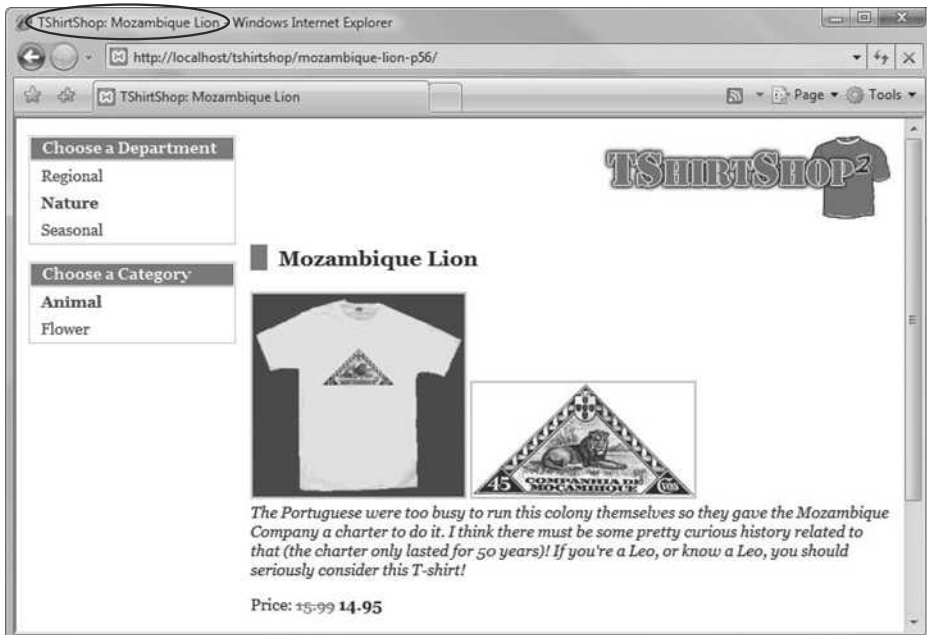 TShirtShop: Mozambique Lion - Windows Internet Explorer
http://localhost/tshirtshop/mozambique-lion-p56/
TShirtShop: Mozambique Lion
Page
Tools
TSHIRTSHOP²
Choose a Department
Regional
Nature
Seasonal
Choose a Category
Animal
Flower
Mozambique Lion
45
COMPANHIA DE
MOÇAMBIQUE
The Portuguese were too busy to run this colony themselves so they gave the Mozambique
Company a charter to do it. I think there must be some pretty curious history related to
that (the charter only lasted for 50 years)! If you're a Leo, or know a Leo, you should
seriously consider this T-shirt!
Price: 15.99 14.95